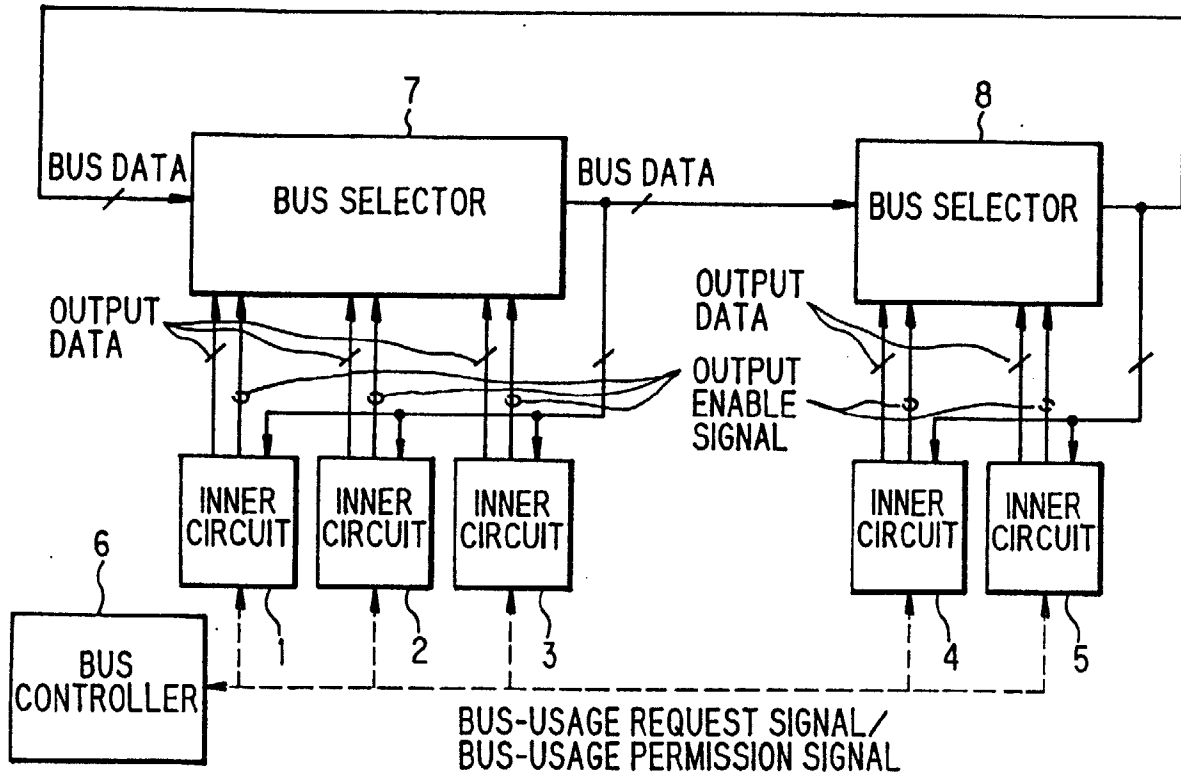 7
8
BUS DATA
BUS SELECTOR
BUS DATA
BUS SELECTOR
OUTPUT
DATA
OUTPUT
DATA
OUTPUT
ENABLE
SIGNAL
INNER
CIRCUIT
INNER
CIRCUIT
INNER
CIRCUIT
INNER
CIRCUIT
INNER
CIRCUIT
6
1
2
3
4
5
BUS
CONTROLLER
BUS-USAGE REQUEST SIGNAL/
BUS-USAGE PERMISSION SIGNAL